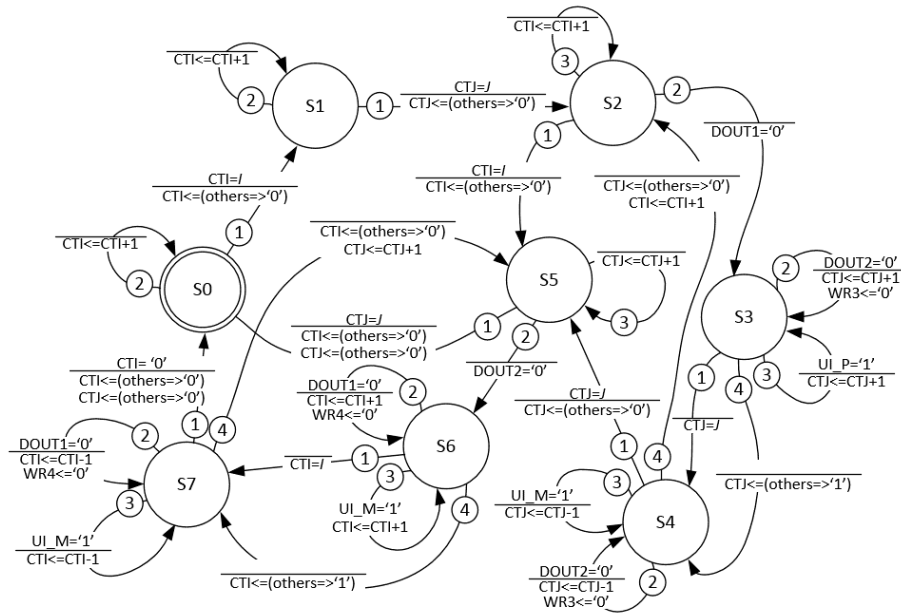 CTI<=CTI+1
2
S1
1
CTJ=J
CTJ<=(others=>‘0’)
CTI<=CTI+1
3
S2
2
1
DOUT1=‘0’
CTI=I
CTI<=(others=>‘0’)
1
CTI=I
CTI<=(others=>‘0’)
CTJ<=(others=>‘0’)
CTI<=CTI+1
CTI<=CTI+1
2
S0
CTI<=(others=>‘0’)
CTJ<=CTJ+1
S5
CTJ<=CTJ+1
3
1
2
DOUT2=‘0’
2
DOUT2=‘0’
CTJ<=CTJ+1
WR3<=‘0’
S3
1
4
3
UI_P=‘1’
CTJ<=CTJ+1
CTJ=J
CTI<=(others=>‘0’)
CTJ<=(others=>‘0’)
CTI= ‘0’
CTI<=(others=>‘0’)
CTJ<=(others=>‘0’)
1
4
DOUT1=‘0’
CTI<=CTI+1
WR4<=‘0’
2
S6
1
3
4
CTI=I
UI_M=‘1’
CTI<=CTI+1
CTJ=J
CTJ<=(others=>‘0’)
1
4
CTJ=J
CTJ<=(others=>‘1’)
DOUT1=‘0’
CTI<=CTI-1
WR4<=‘0’
2
S7
3
UI_M=‘1’
CTI<=CTI-1
CTI<=(others=>‘1’)
UI_M=‘1’
CTJ<=CTJ-1
3
S4
2
DOUT2=‘0’
CTJ<=CTJ-1
WR3<=‘0’